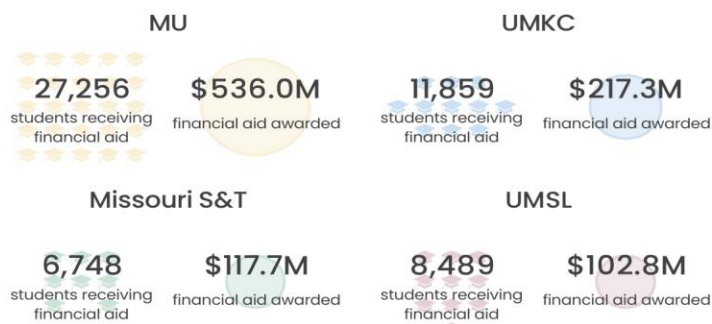 MU
UMKC
27,256
students receiving
financial aid
$536.0M
financial aid awarded
11,859
students receiving
financial aid
$217.3M
financial aid awarded
Missouri S&T
UMSL
6,748
students receiving
financial aid
$117.7M
financial aid awarded
8,489
students receiving
financial aid
$102.8M
financial aid awarded